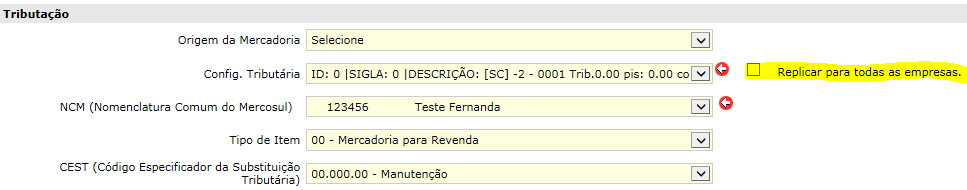 Tributação
Origem da Mercadoria Selecione
Config. Tributária ID: 0 |SIGLA: 0 |DESCRIÇÃO: [SC] -2 - 0001 Trib.0.00 pis: 0.00 co Replicar para todas as empresas.
NCM (Nomenclatura Comum do Mercosul) 123456 Teste Fernanda
Tipo de Item 00 - Mercadoria para Revenda
CEST (Código Especificador da Substituição
Tributária) 00.000.00 - Manutenção